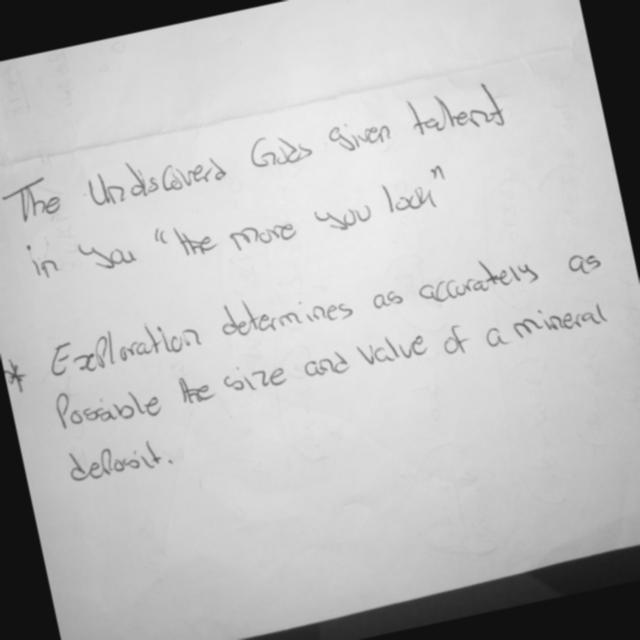 The Undiscovered Gods given
in you "the more you look"
* Exploration determines as accurately as
Possible the size and value of a mineral
deposit.